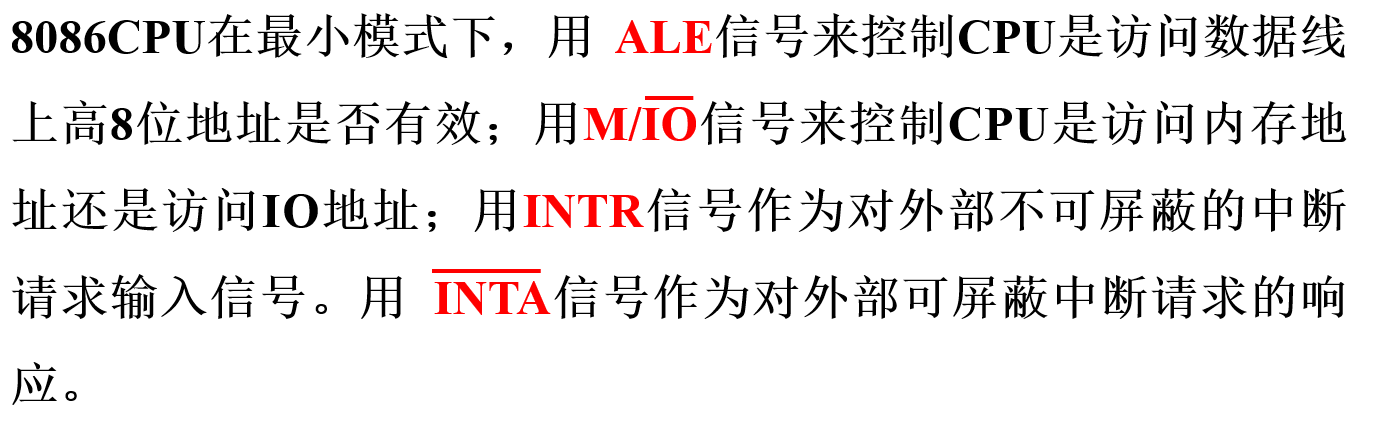 8086CPU在最小模式下，用 ALE信号来控制CPU是访问数据线
上高8位地址是否有效；用M/I̅O̅信号来控制CPU是访问内存地
址还是访问IO地址；用INTR信号作为对外部不可屏蔽的中断
请求输入信号。用 I̅N̅T̅A̅信号作为对外部可屏蔽中断请求的响
应。